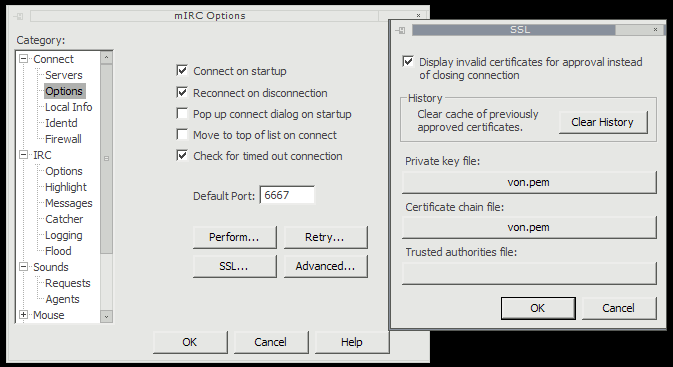 mIRC Options
Category:
Connect
Servers
Options
Local Info
Identd
Firewall
IRC
Options
Highlight
Messages
Catcher
Logging
Flood
Sounds
Requests
Agents
Mouse
Connect on startup
Reconnect on disconnection
Pop up connect dialog on startup
Move to top of list on connect
Check for timed out connection
Default Port: 6667
Perform... Retry...
SSL... Advanced...
OK Cancel Help
SSL
Display invalid certificates for approval instead
of closing connection
History
Clear cache of previously
approved certificates.
Clear History
Private key file:
von.pem
Certificate chain file:
von.pem
Trusted authorities file:
OK Cancel